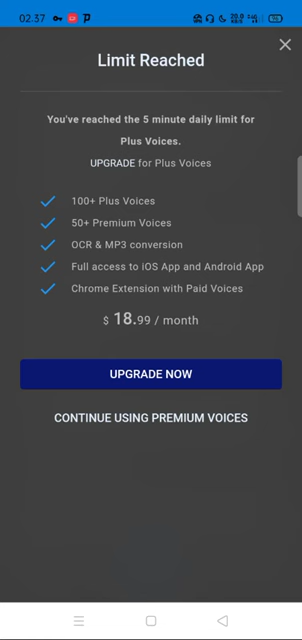 02.37
Limit Reached
You've reached the 5 minute daily limit for
Plus Voices.
UPGRADE for Plus Voices
100+ Plus Voices
50+ Premium Voices
OCR & MP3 conversion
Full access to iOS App and Android App
Chrome Extension with Paid Voices
$ 18.99 / month
UPGRADE NOW
CONTINUE USING PREMIUM VOICES